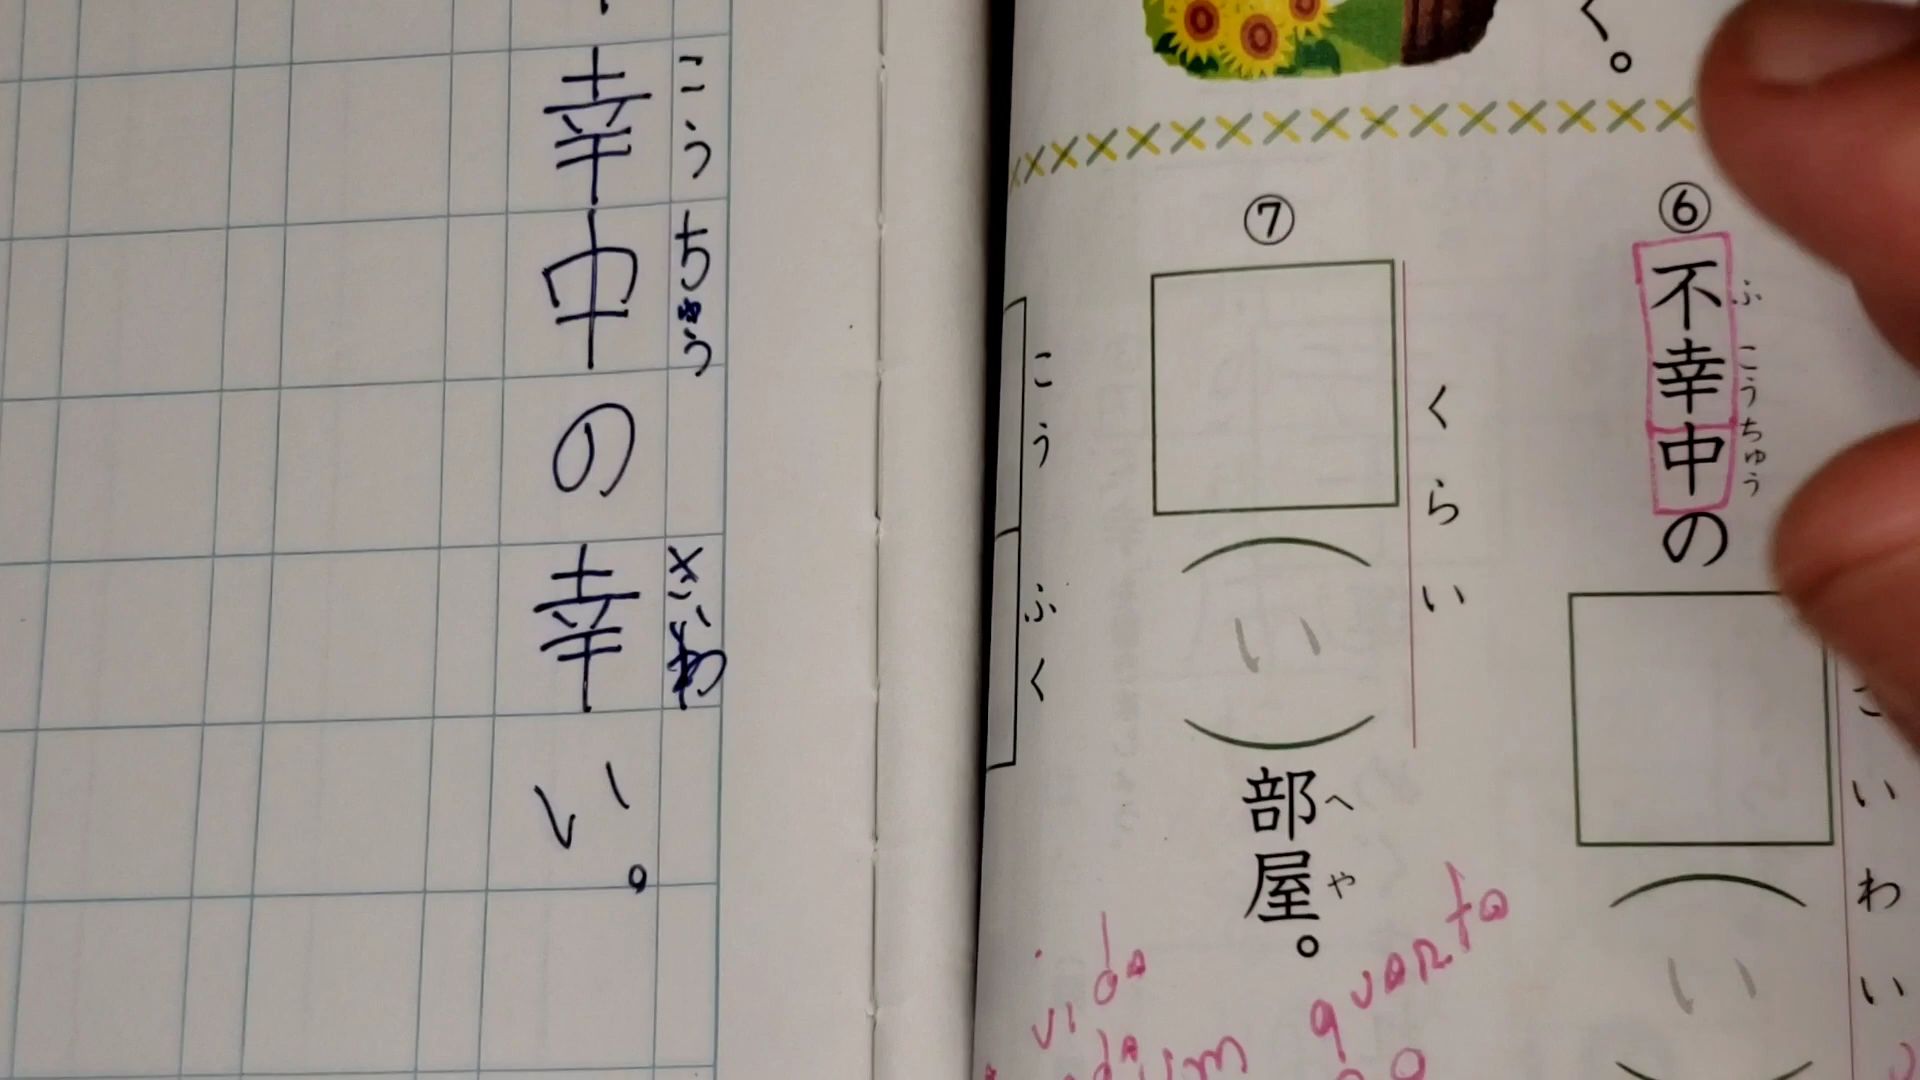 く。
⑥
不幸中の
ふこうちゅう
さいわい
い
⑦
くらい
い
部屋。
へや
こうふく
quarto
vida
幸中の幸い。
こうちゅう
さいわ